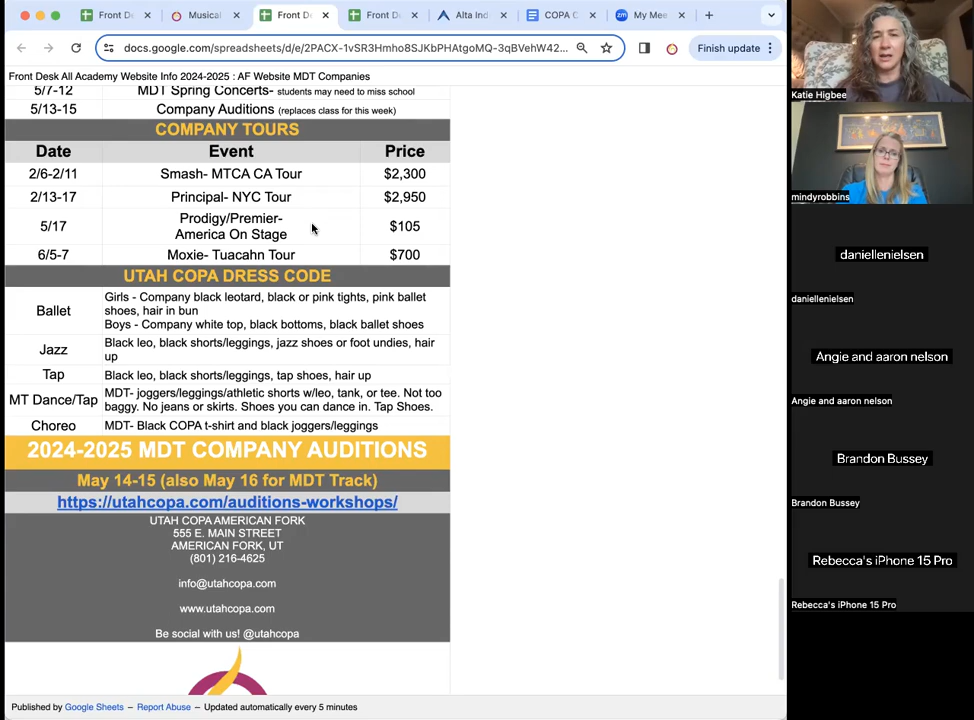 Front De
Musical
Front De
Front De
Alta Ind
COPA C
zm My Mee
docs.google.com/spreadsheets/d/e/2PACX-1vSR3Hmho8SJKbPHAtgoMQ-3qBVehW42...
Finish update
Front Desk All Academy Website Info 2024-2025 : AF Website MDT Companies
5/7-12 MDT Spring Concerts- students may need to miss school
5/13-15 Company Auditions (replaces class for this week)
COMPANY TOURS
Date Event Price
2/6-2/11 Smash- MTCA CA Tour $2,300
2/13-17 Principal- NYC Tour $2,950
Prodigy/Premier-
5/17 America On Stage $105
6/5-7 Moxie- Tuacahn Tour $700
UTAH COPA DRESS CODE
Ballet Girls - Company black leotard, black or pink tights, pink ballet
shoes, hair in bun
Boys - Company white top, black bottoms, black ballet shoes
Jazz Black leo, black shorts/leggings, jazz shoes or foot undies, hair
up
Tap Black leo, black shorts/leggings, tap shoes, hair up
MT Dance/Tap MDT- joggers/leggings/athletic shorts w/leo, tank, or tee. Not too
baggy. No jeans or skirts. Shoes you can dance in. Tap Shoes.
Choreo MDT- Black COPA t-shirt and black joggers/leggings
2024-2025 MDT COMPANY AUDITIONS
May 14-15 (also May 16 for MDT Track)
https://utahcopa.com/auditions-workshops/
UTAH COPA AMERICAN FORK
555 E. MAIN STREET
AMERICAN FORK, UT
(801) 216-4625
info@utahcopa.com
www.utahcopa.com
Be social with us! @utahcopa
Published by Google Sheets – Report Abuse – Updated automatically every 5 minutes
Katie Higbee
mindyrobbins
daniellenielsen
daniellenielsen
Angie and aaron nelson
Angie and aaron nelson
Brandon Bussey
Brandon Bussey
Rebecca's iPhone 15 Pro
Rebecca's iPhone 15 Pro